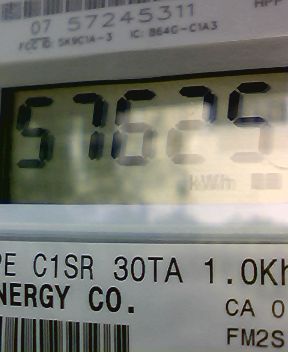 07 57245311
FCC ID: SK9C1A-3 IC: 864G-C1A3
57625
kWh
PE C1SR 30TA 1.0Kh
NERGY CO.
CA 0
FM2S